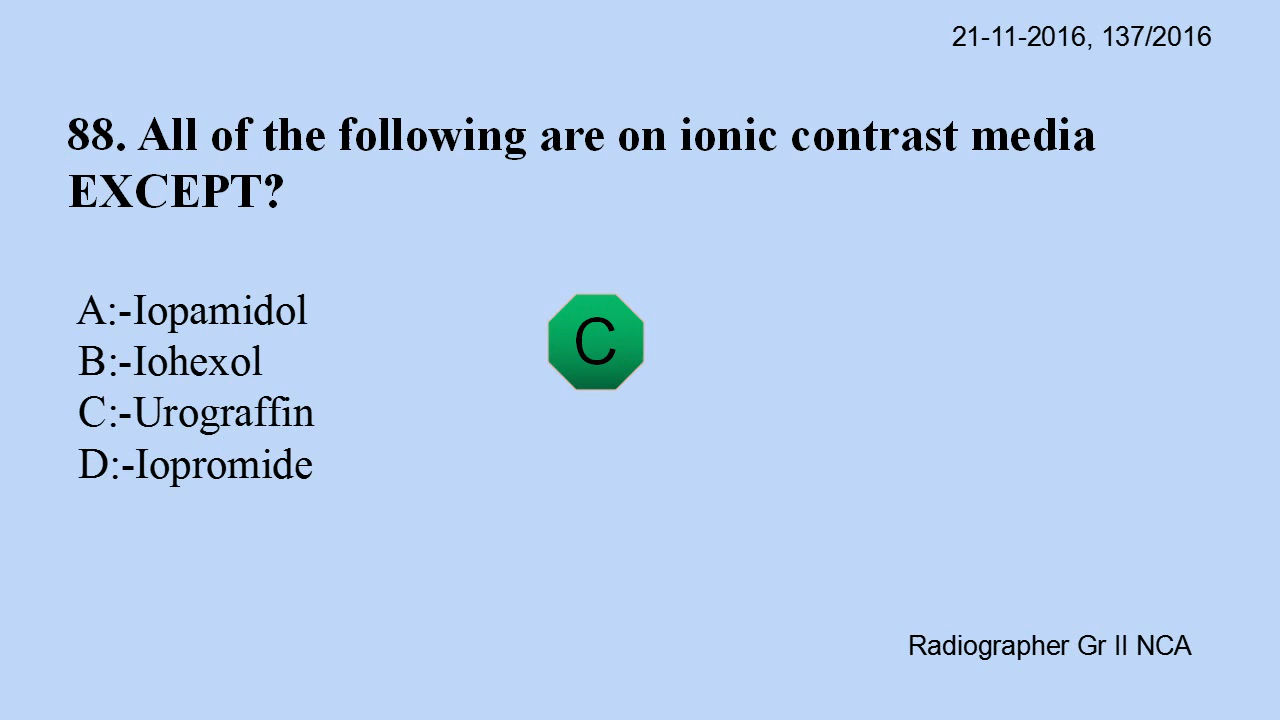 21-11-2016, 137/2016
88. All of the following are on ionic contrast media
EXCEPT?
A:-Iopamidol
B:-Iohexol
C:-Urograffin
D:-Iopromide
C
Radiographer Gr II NCA